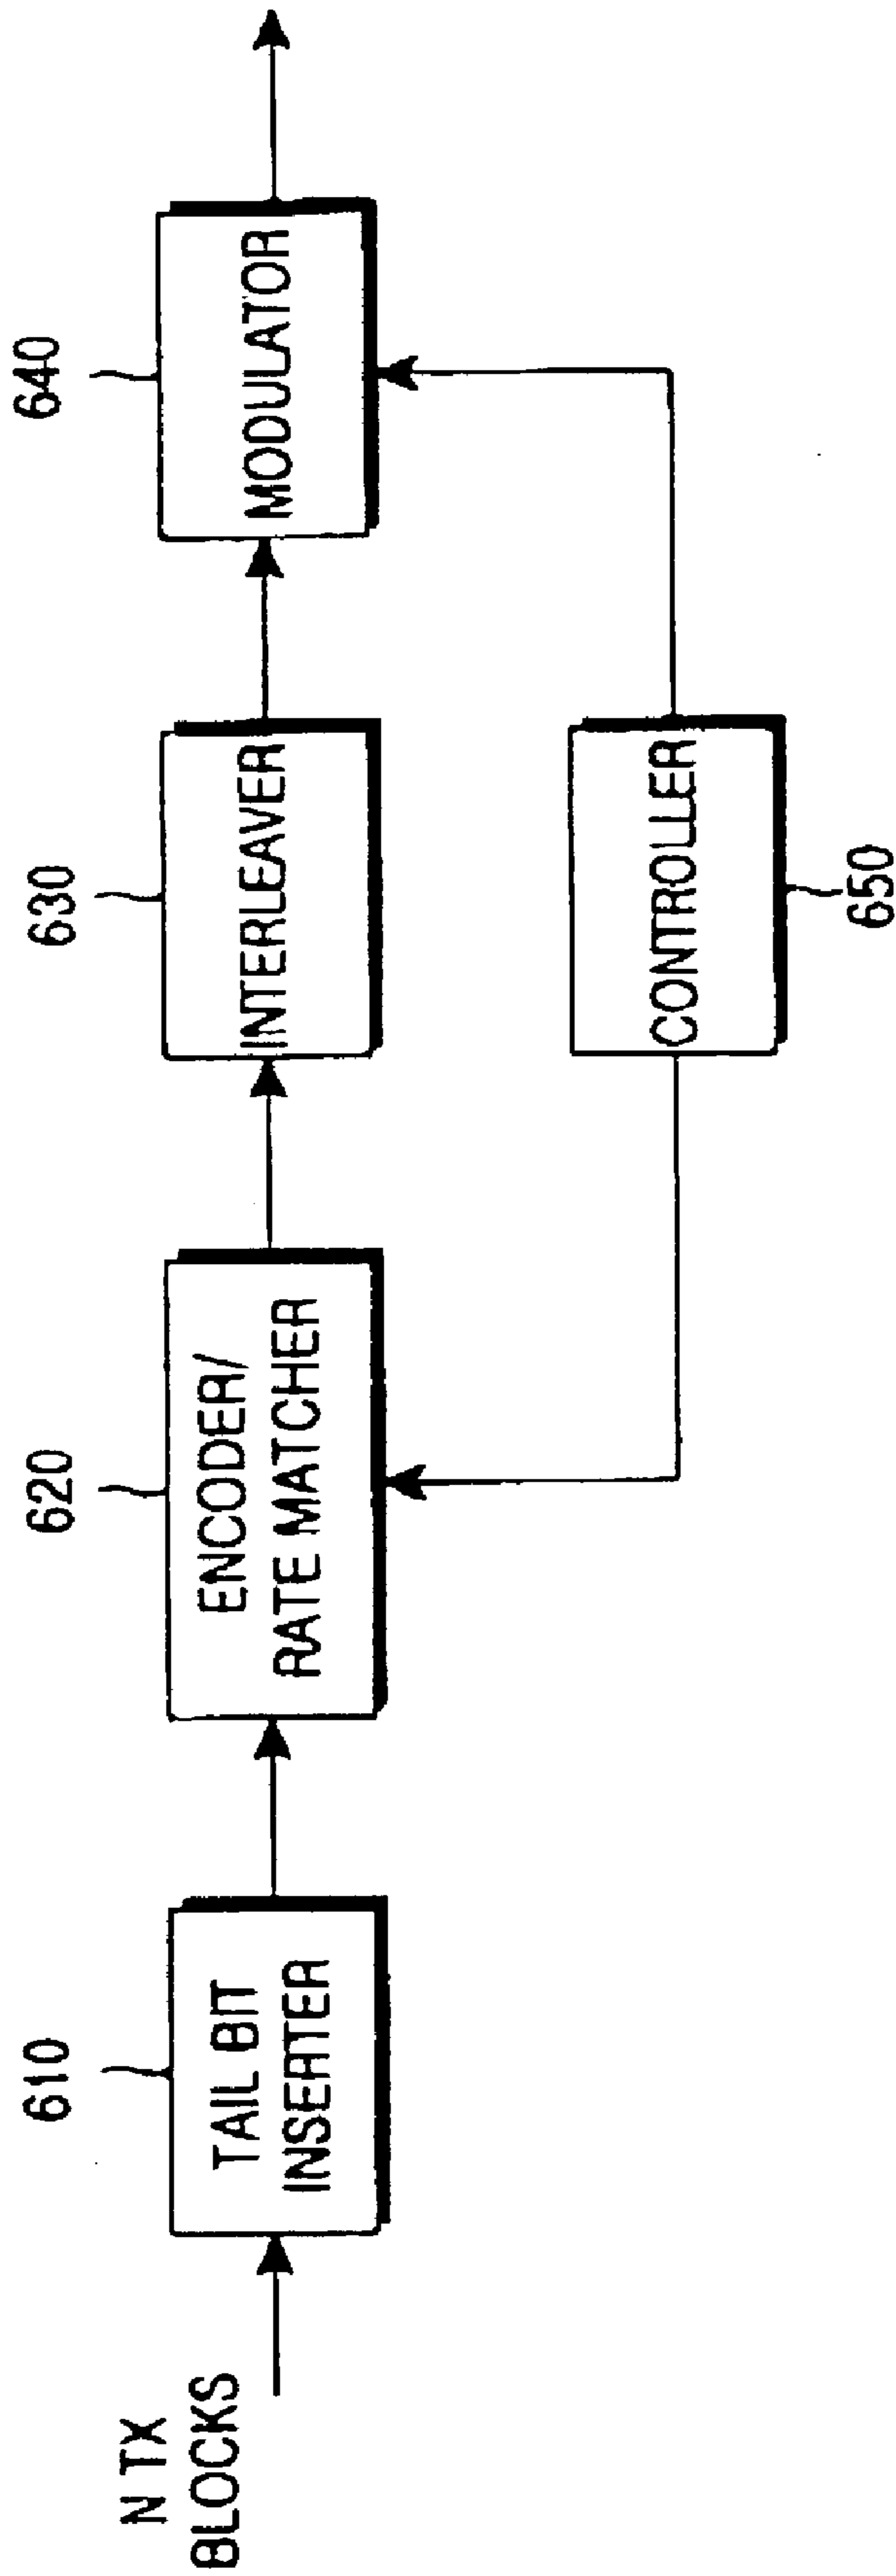 N TX
BLOCKS
610
TAIL BIT
INSERTER
620
ENCODER/
RATE MATCHER
630
INTERLEAVER
640
MODULATOR
CONTROLLER
650